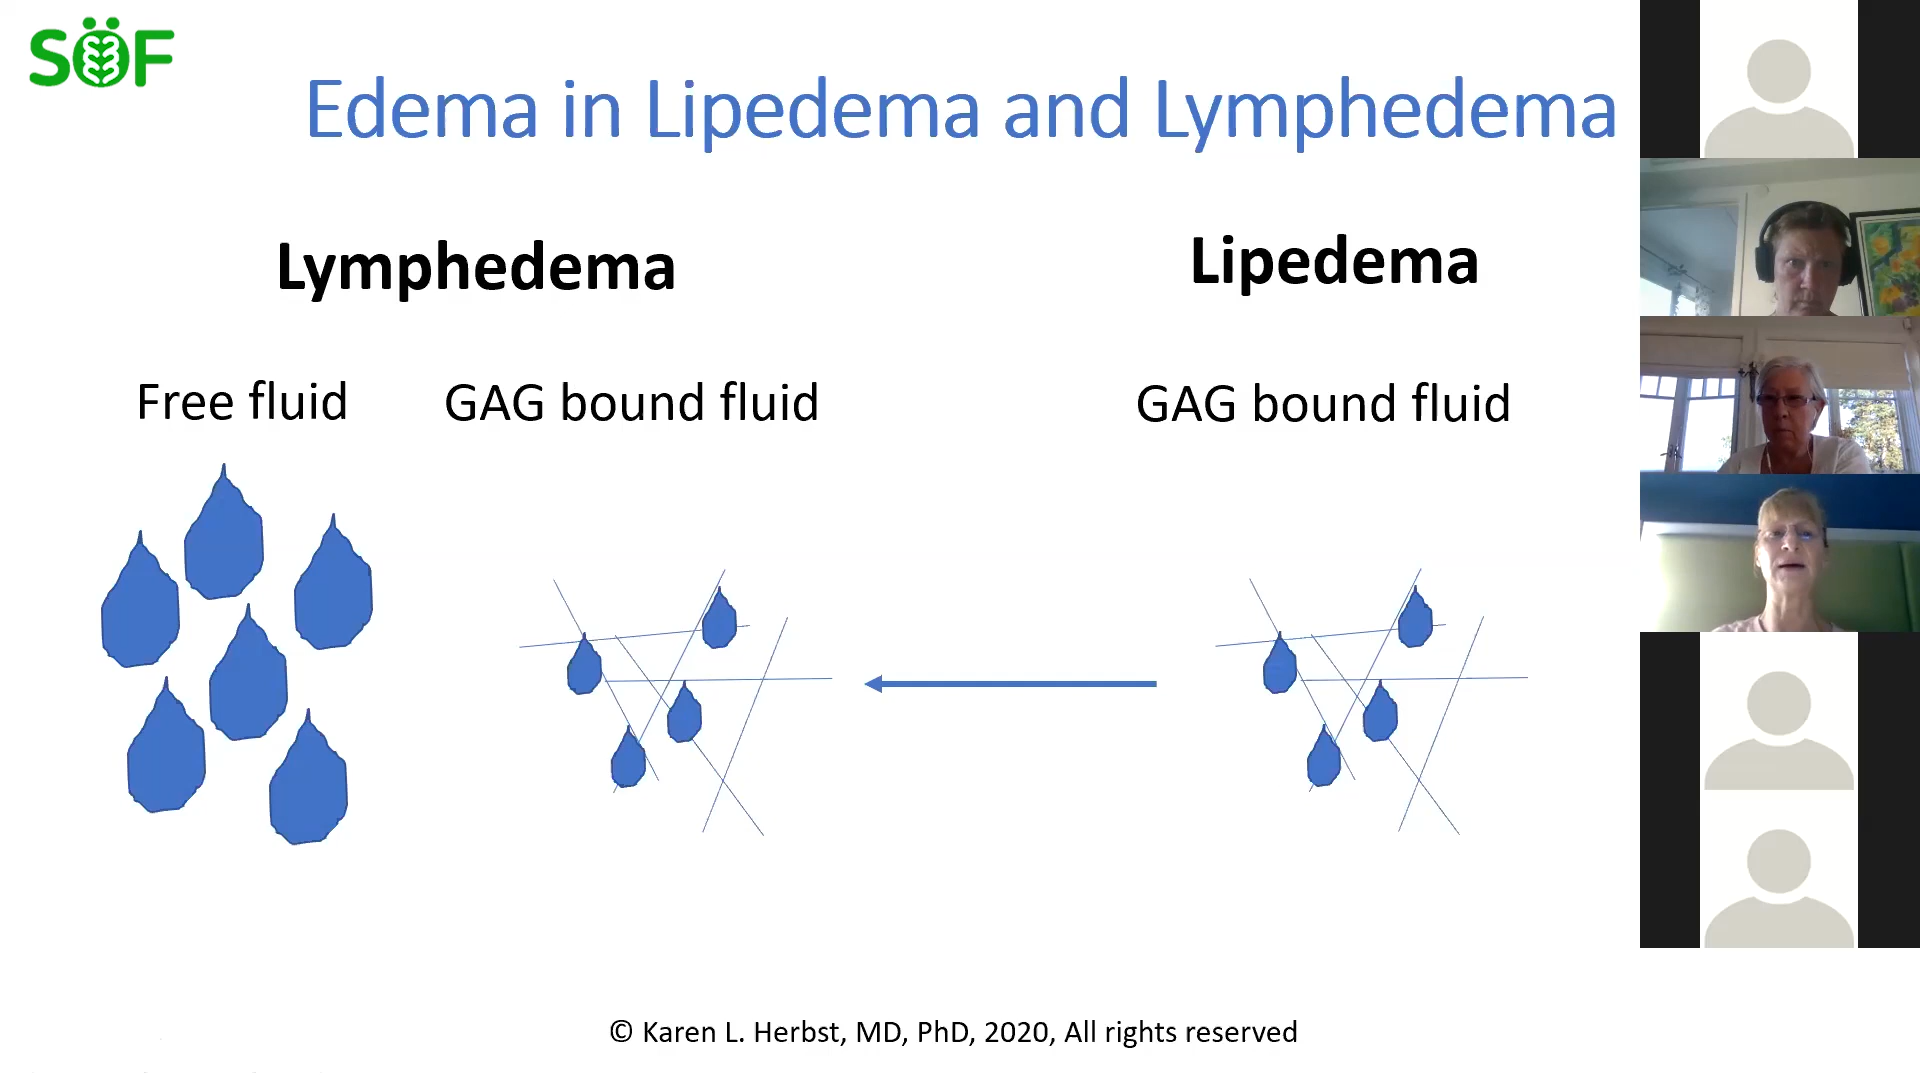 SÖF
Edema in Lipedema and Lymphedema
Lymphedema
Lipedema
Free fluid
GAG bound fluid
GAG bound fluid
© Karen L. Herbst, MD, PhD, 2020, All rights reserved